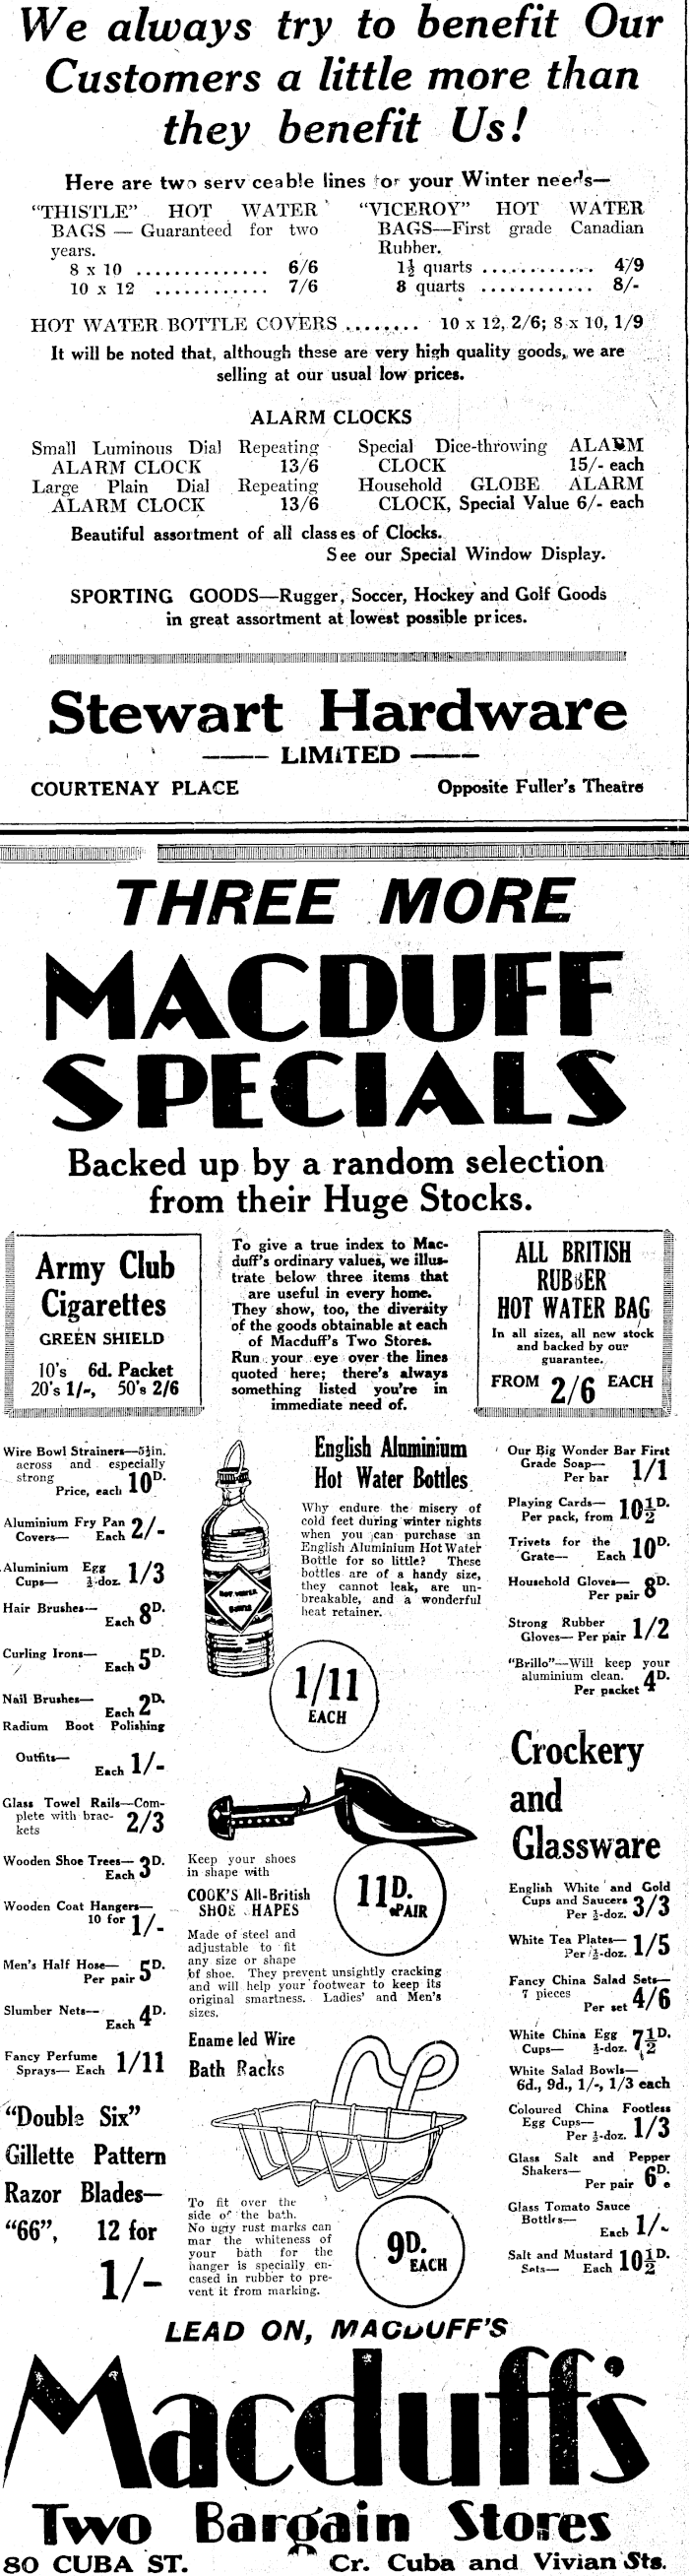 We always try to benefit Our
Customers a little more than
they benefit Us!
Here are two serv ceable lines for your Winter needs—
"THISTLE" HOT WATER
BAGS — Guaranteed for two
years.
8 x 10 .............. 6/6
10 x 12 ............ 7/6
"VICEROY" HOT WATER
BAGS—First grade Canadian
Rubber.
1½ quarts ............ 4/9
8 quarts ............ 8/-
HOT WATER BOTTLE COVERS ........ 10 x 12, 2/6; 8 x 10, 1/9
It will be noted that, although these are very high quality goods, we are
selling at our usual low prices.
ALARM CLOCKS
Small Luminous Dial Repeating
ALARM CLOCK 13/6
Large Plain Dial Repeating
ALARM CLOCK 13/6
Special Dice-throwing ALARM
CLOCK 15/- each
Household GLOBE ALARM
CLOCK, Special Value 6/- each
Beautiful assortment of all classes of Clocks.
See our Special Window Display.
SPORTING GOODS—Rugger, Soccer, Hockey and Golf Goods
in great assortment at lowest possible prices.
Stewart Hardware
LIMITED
COURTENAY PLACE Opposite Fuller's Theatre
THREE MORE
MACDUFF
SPECIALS
Backed up by a random selection
from their Huge Stocks.
Army Club
Cigarettes
GREEN SHIELD
10's 6d. Packet
20's 1/-, 50's 2/6
To give a true index to Mac-
duff's ordinary values, we illus-
trate below three items that
are useful in every home.
They show, too, the diversity
of the goods obtainable at each
of Macduff's Two Stores.
Run your eye over the lines
quoted here; there's always
something listed you're in
immediate need of.
ALL BRITISH
RUBBER
HOT WATER BAG
In all sizes, all new stock
and backed by our
guarantee.
FROM 2/6 EACH
Wire Bowl Strainers—5½in.
across and especially
strong
Price, each 10D.
Aluminium Fry Pan
Covers— Each 2/-
Aluminium Egg
Cups— ½-doz. 1/3
Hair Brushes—
Each 8D.
Curling Irons—
Each 5D.
Nail Brushes—
Each 2D.
Radium Boot Polishing
Outfits—
Each 1/-
Glass Towel Rails—Com-
plete with brac-
kets 2/3
Wooden Shoe Trees—
Each 3D.
Wooden Coat Hangers—
10 for 1/-
Men's Half Hose—
Per pair 5D.
Slumber Nets—
Each 4D.
Fancy Perfume
Sprays— Each 1/11
"Double Six"
Gillette Pattern
Razor Blades—
"66", 12 for
1/-
English Aluminium
Hot Water Bottles
Why endure the misery of
cold feet during winter nights
when you can purchase an
English Aluminium Hot Water
Bottle for so little? These
bottles are of a handy size,
they cannot leak, are un-
breakable, and a wonderful
heat retainer.
HOT WATER
BOTTLE
1/11
EACH
Keep your shoes
in shape with
COOK'S All-British
SHOE HAPES
Made of steel and
adjustable to fit
any size or shape
of shoe. They prevent unsightly cracking
and will help your footwear to keep its
original smartness. Ladies' and Men's
sizes.
11D.
PAIR
Enamelled Wire
Bath Racks
To fit over the
side of the bath.
No ugly rust marks can
mar the whiteness of
your bath for the
hanger is specially en-
cased in rubber to pre-
vent it from marking.
9D.
EACH
Our Big Wonder Bar First
Grade Soap—
Per bar 1/1
Playing Cards—
Per pack, from 10½D.
Trivets for the
Grate— Each 10D.
Household Gloves—
Per pair 8D.
Strong Rubber
Gloves— Per pair 1/2
"Brillo"—Will keep your
aluminium clean.
Per packet 4D.
Crockery
and
Glassware
English White and Gold
Cups and Saucers
Per ½-doz. 3/3
White Tea Plates—
Per ½-doz. 1/5
Fancy China Salad Sets—
7 pieces
Per set 4/6
White China Egg
Cups— ½-doz. 7½D.
White Salad Bowls—
6d., 9d., 1/-, 1/3 each
Coloured China Footless
Egg Cups—
Per ½-doz. 1/3
Glass Salt and Pepper
Shakers—
Per pair 6D.
Glass Tomato Sauce
Bottles—
Each 1/-
Salt and Mustard
Sets— Each 10½D.
LEAD ON, MACDUFF'S
Macduff's
Two Bargain Stores
80 CUBA ST. Cr. Cuba and Vivian Sts.